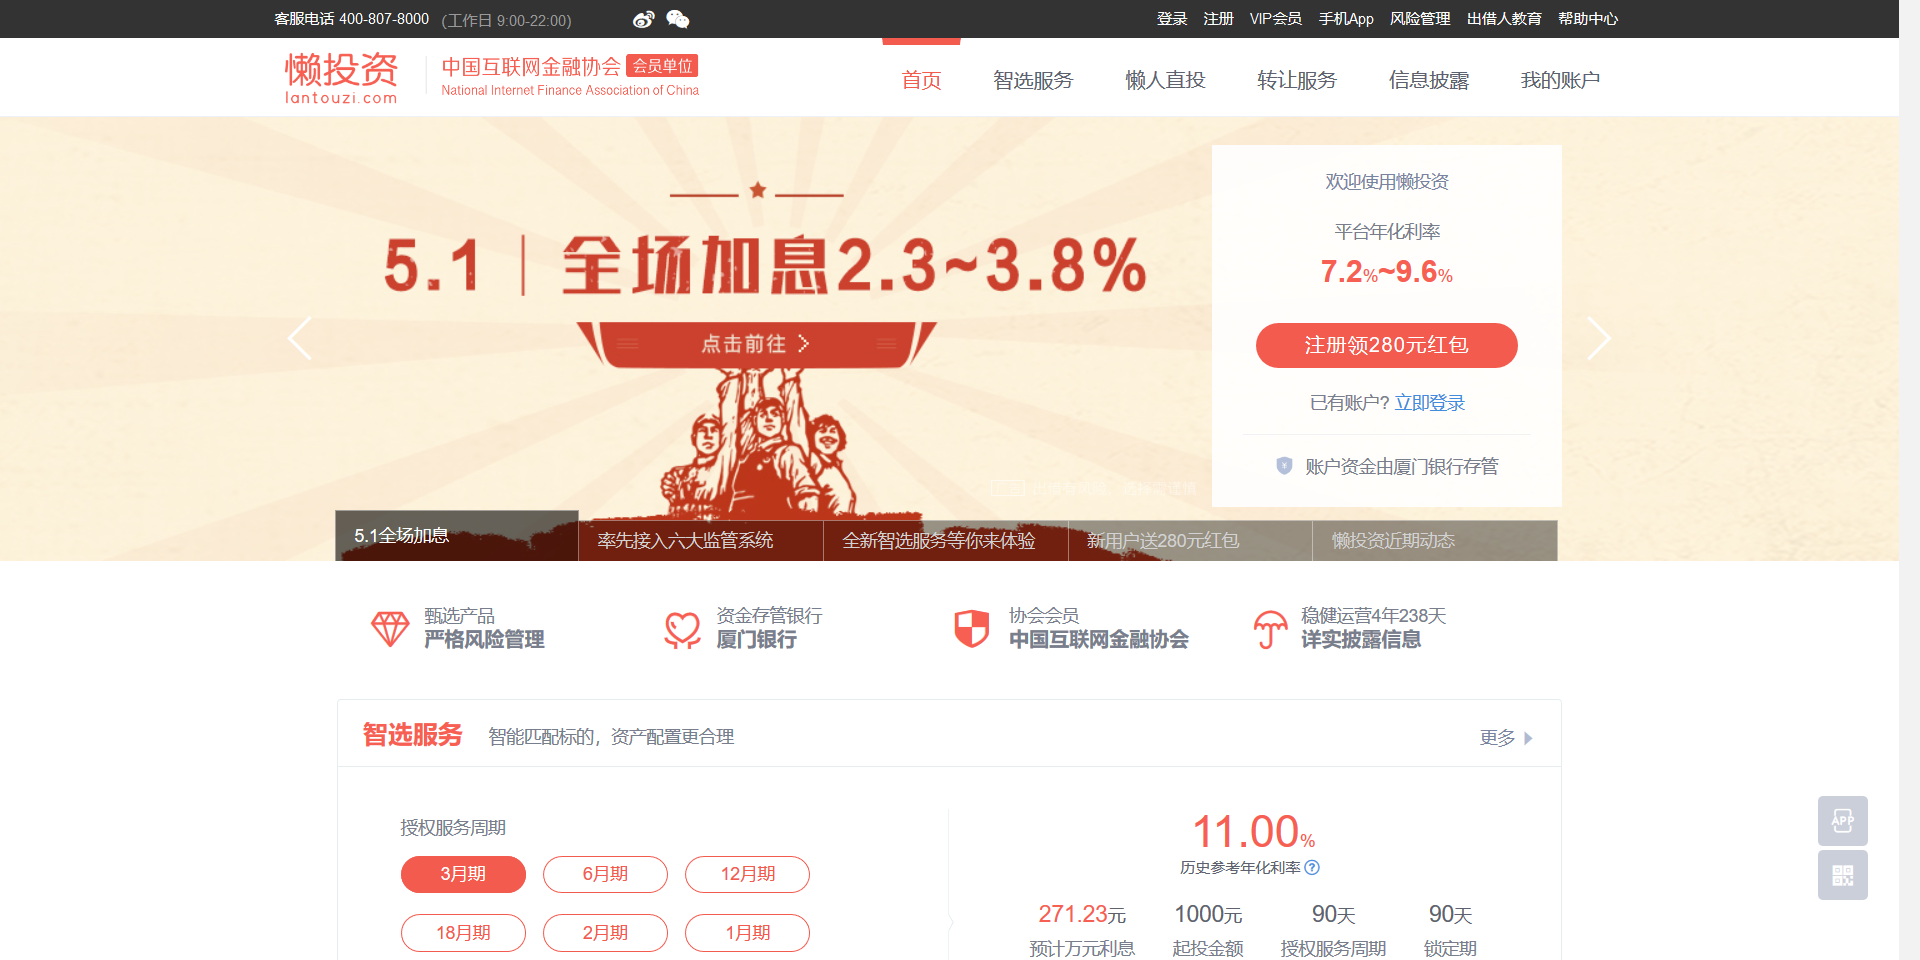 客服电话 400-807-8000 (工作日 9:00-22:00)
登录 注册 VIP会员 手机App 风险管理 出借人教育 帮助中心
懒投资
lantouzi.com
中国互联网金融协会 会员单位
National Internet Finance Association of China
首页 智选服务 懒人直投 转让服务 信息披露 我的账户
5.1 全场加息2.3~3.8%
点击前往
欢迎使用懒投资
平台年化利率
7.2%~9.6%
注册领280元红包
已有账户? 立即登录
账户资金由厦门银行存管
5.1全场加息
率先接入六大监管系统
全新智选服务等你来体验
新用户送280元红包
懒投资近期动态
甄选产品
严格风险管理
资金存管银行
厦门银行
协会会员
中国互联网金融协会
稳健运营4年238天
详实披露信息
智选服务 智能匹配标的，资产配置更合理
更多
授权服务周期
3月期 6月期 12月期
18月期 2月期 1月期
11.00%
历史参考年化利率
271.23元 1000元 90天 90天
预计万元利息 起投金额 授权服务周期 锁定期
APP